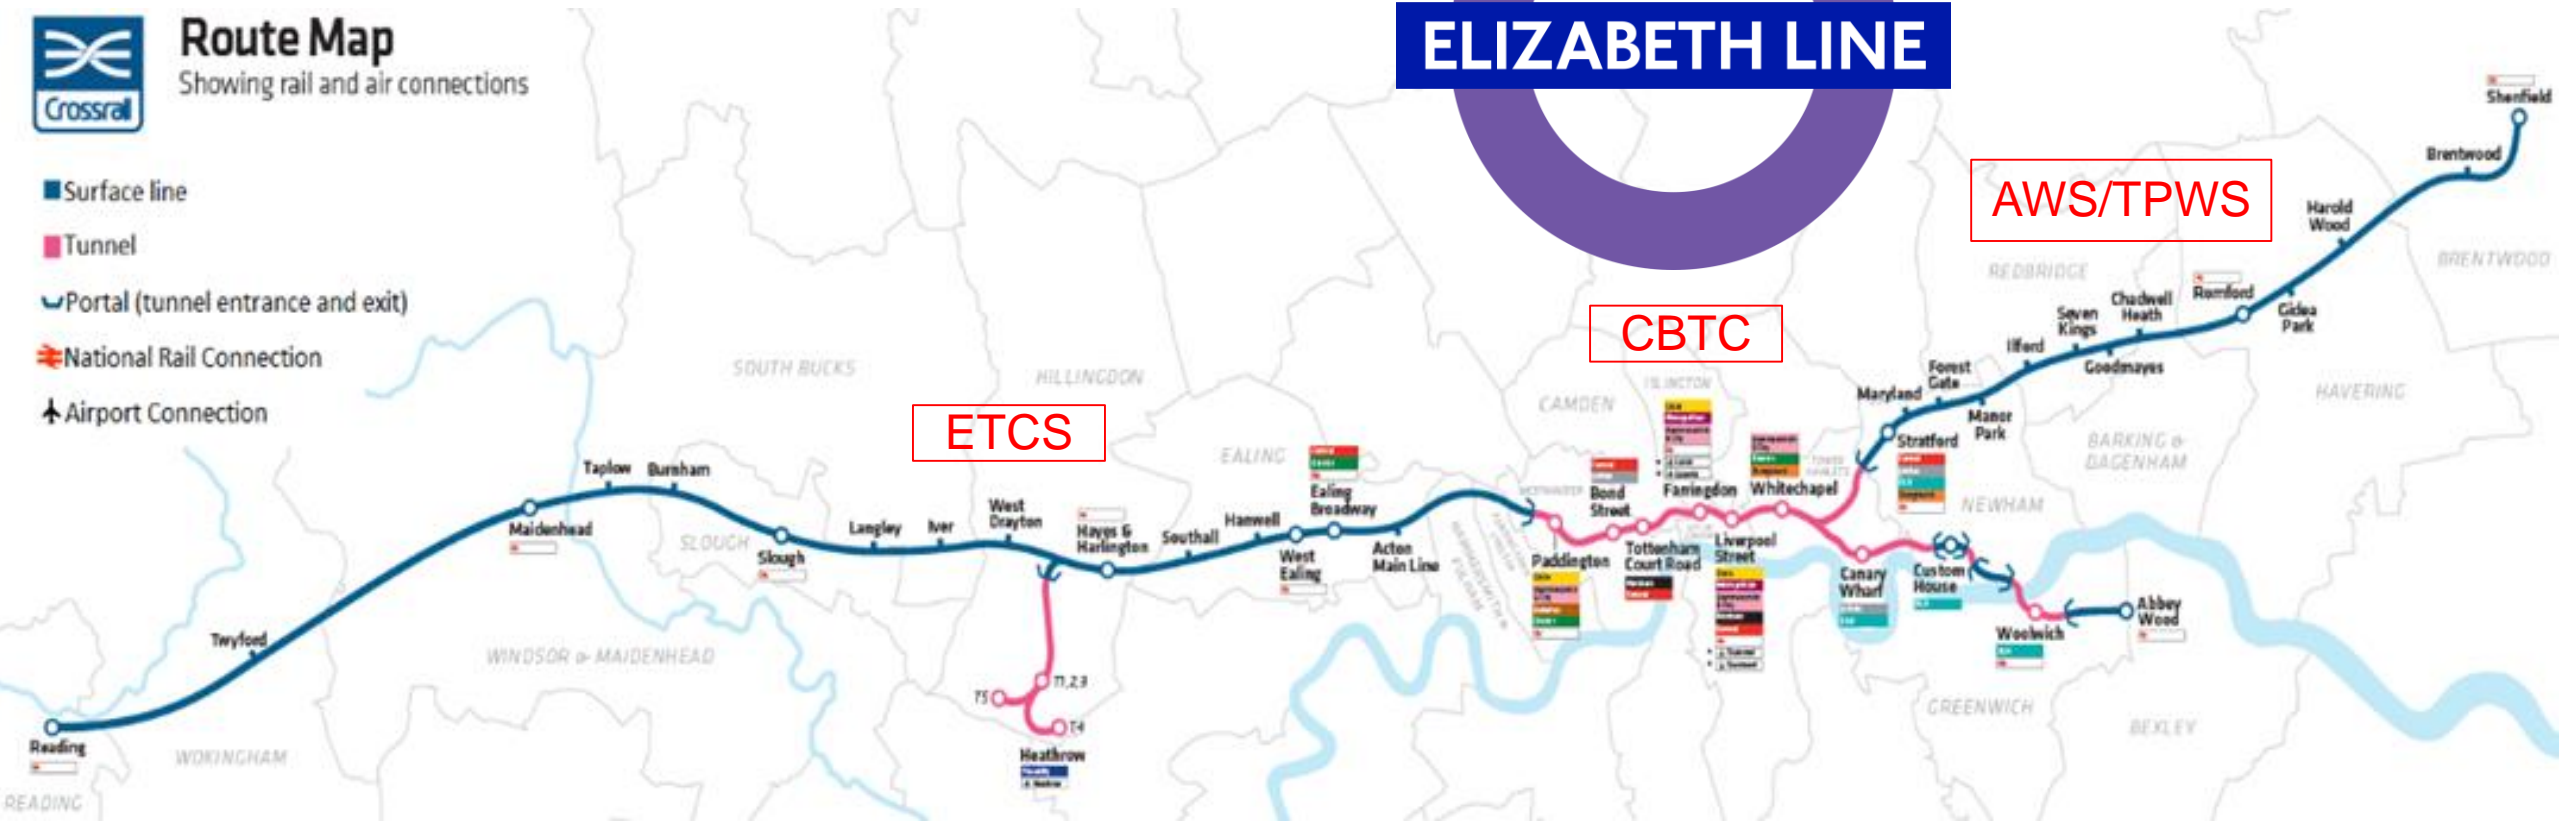 Route Map
Showing rail and air connections
Crossrail
ELIZABETH LINE
Surface line
Tunnel
Portal (tunnel entrance and exit)
National Rail Connection
Airport Connection
ETCS
CBTC
AWS/TPWS
Reading
Twyford
Maidenhead
Taplow
Burnham
Slough
Langley
Iver
West
Drayton
Hayes &
Harlington
T5
T1,2,3
T4
Heathrow
Southall
Hanwell
West
Ealing
Ealing
Broadway
Acton
Main Line
Paddington
Bond
Street
Tottenham
Court Road
Farringdon
Liverpool
Street
Whitechapel
Canary
Wharf
Custom
House
Woolwich
Abbey
Wood
Stratford
Maryland
Forest
Gate
Manor
Park
Ilford
Seven
Kings
Goodmayes
Chadwell
Heath
Romford
Gidea
Park
Harold
Wood
Brentwood
Shenfield
READING
WOKINGHAM
WINDSOR & MAIDENHEAD
SLOUGH
SOUTH BUCKS
HILLINGDON
EALING
CAMDEN
ISLINGTON
NEWHAM
REDBRIDGE
BARKING &
DAGENHAM
HAVERING
BRENTWOOD
GREENWICH
BEXLEY